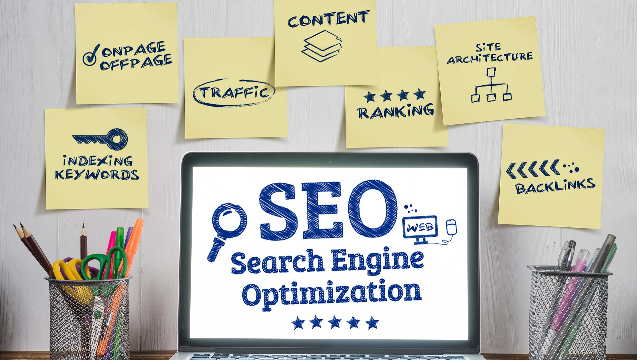 ONPAGE
OFFPAGE
TRAFFIC
CONTENT
RANKING
SITE
ARCHITECTURE
INDEXING
KEYWORDS
BACKLINKS
SEO
WEB
Search Engine
Optimization